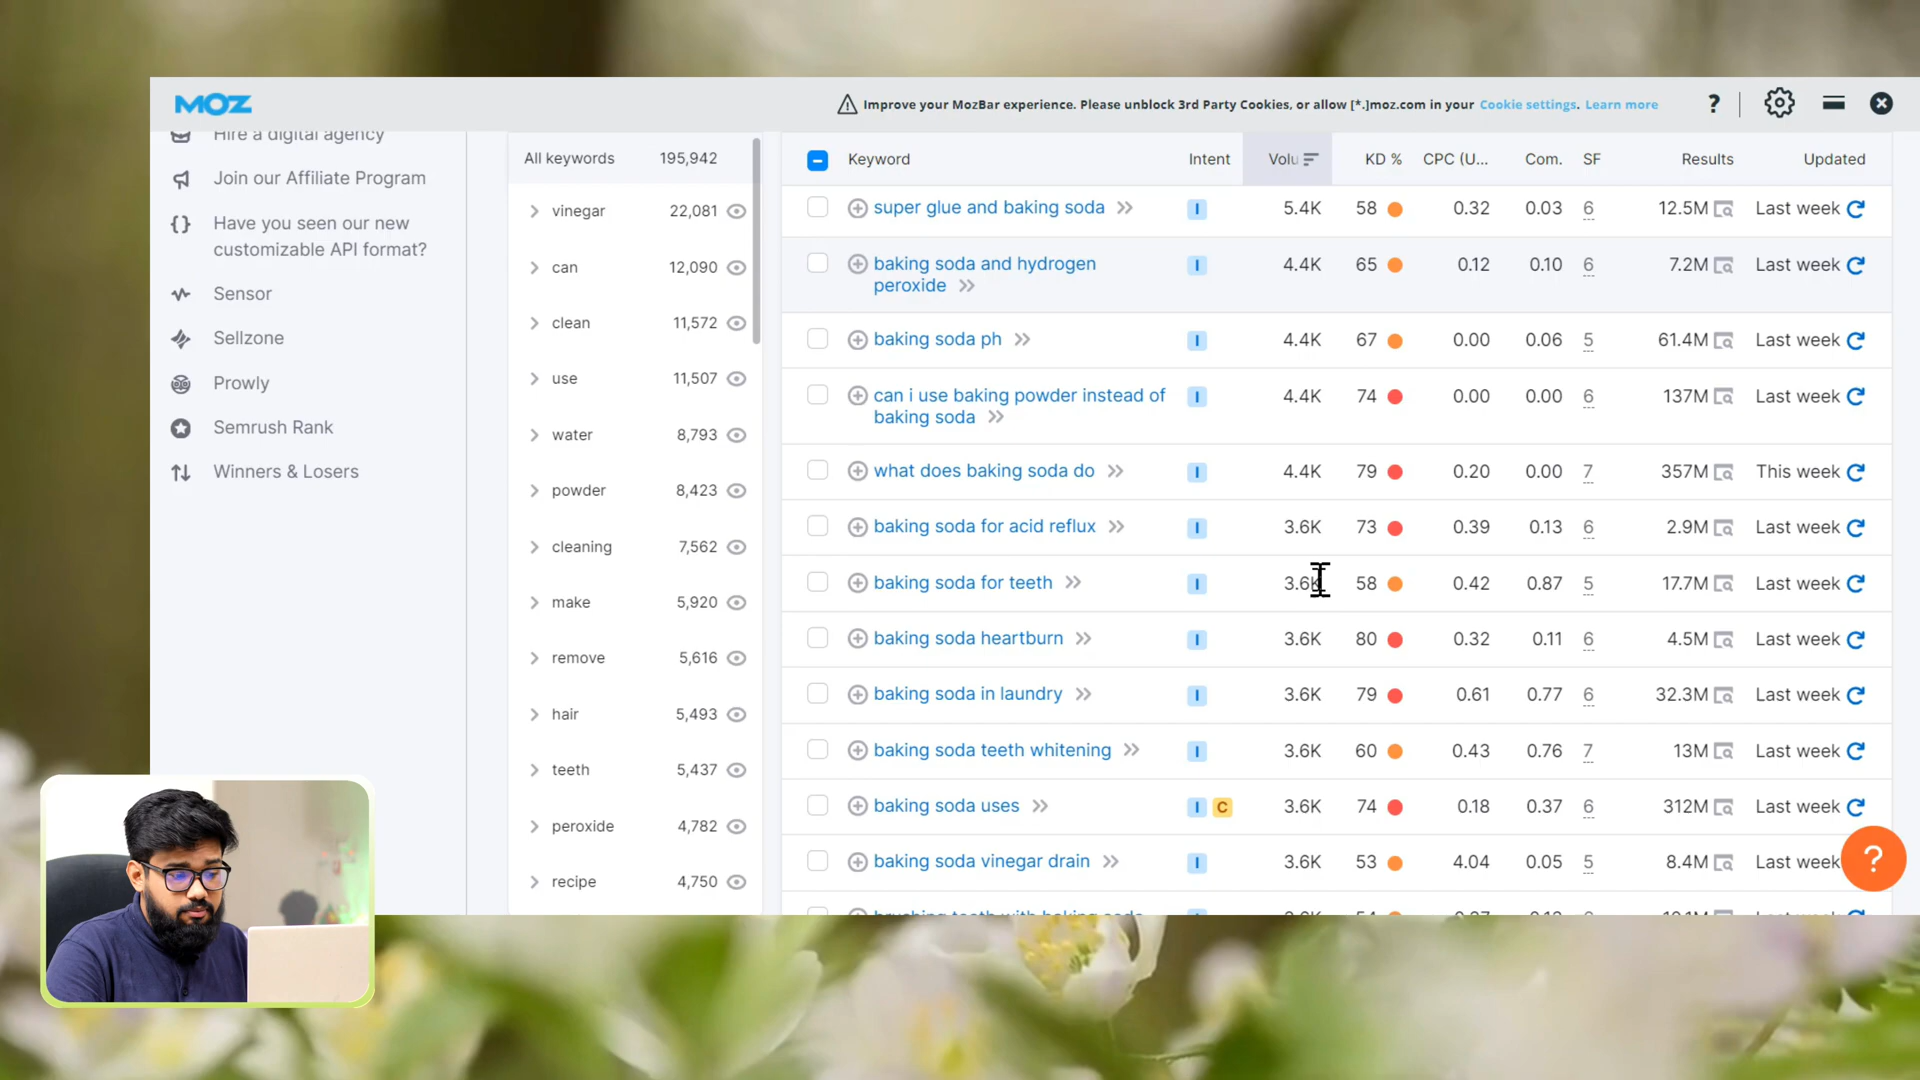 MOZ
Improve your MozBar experience. Please unblock 3rd Party Cookies, or allow [*.]moz.com in your Cookie settings. Learn more
?
Hire a digital agency
Join our Affiliate Program
Have you seen our new
customizable API format?
Sensor
Sellzone
Prowly
Semrush Rank
Winners & Losers
All keywords 195,942
vinegar 22,081
can 12,090
clean 11,572
use 11,507
water 8,793
powder 8,423
cleaning 7,562
make 5,920
remove 5,616
hair 5,493
teeth 5,437
peroxide 4,782
recipe 4,750
Keyword Intent Volu KD % CPC (U... Com. SF Results Updated
super glue and baking soda I 5.4K 58 0.32 0.03 6 12.5M Last week
baking soda and hydrogen
peroxide I 4.4K 65 0.12 0.10 6 7.2M Last week
baking soda ph I 4.4K 67 0.00 0.06 5 61.4M Last week
can i use baking powder instead of
baking soda I 4.4K 74 0.00 0.00 6 137M Last week
what does baking soda do I 4.4K 79 0.20 0.00 7 357M This week
baking soda for acid reflux I 3.6K 73 0.39 0.13 6 2.9M Last week
baking soda for teeth I 3.6K 58 0.42 0.87 5 17.7M Last week
baking soda heartburn I 3.6K 80 0.32 0.11 6 4.5M Last week
baking soda in laundry I 3.6K 79 0.61 0.77 6 32.3M Last week
baking soda teeth whitening I 3.6K 60 0.43 0.76 7 13M Last week
baking soda uses I C 3.6K 74 0.18 0.37 6 312M Last week
baking soda vinegar drain I 3.6K 53 4.04 0.05 5 8.4M Last week
?